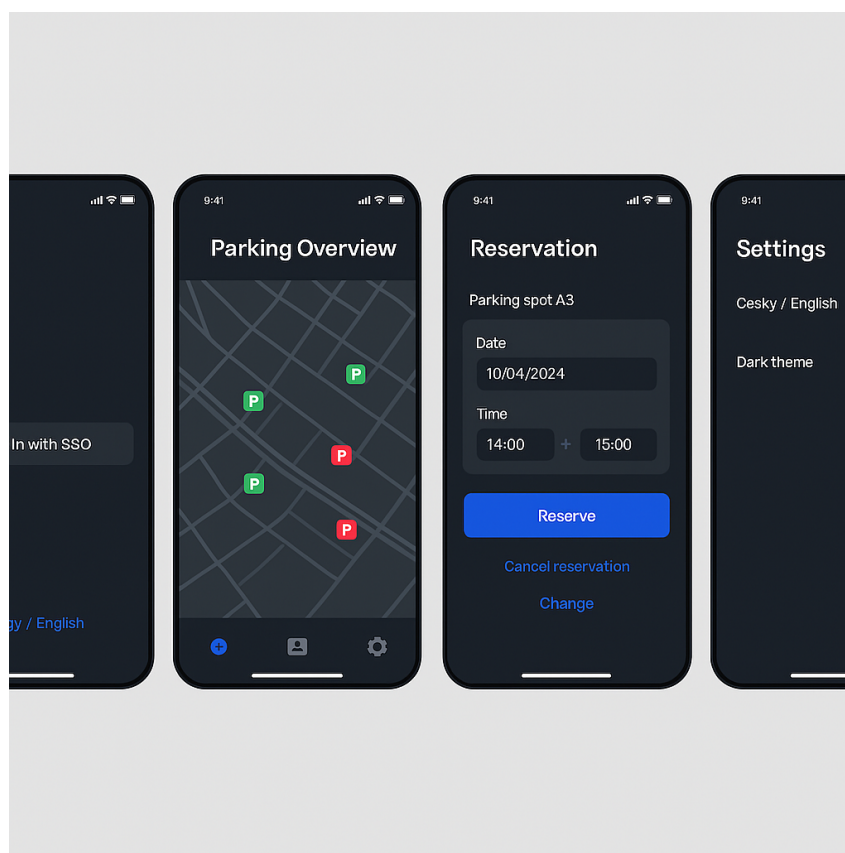 In with SSO
gy / English
9:41
Parking Overview
P
P
P
P
P
9:41
Reservation
Parking spot A3
Date
10/04/2024
Time
14:00 + 15:00
Reserve
Cancel reservation
Change
9:41
Settings
Cesky / English
Dark theme